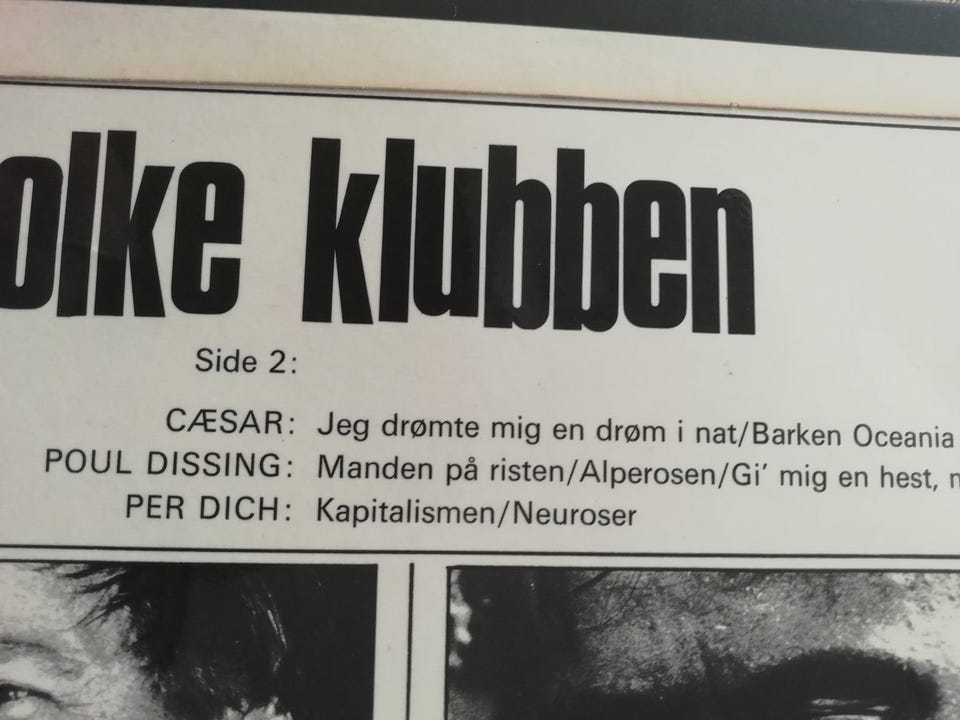 olke klubben
Side 2:
CÆSAR: Jeg drømte mig en drøm i nat/Barken Oceania
POUL DISSING: Manden på risten/Alperosen/Gi' mig en hest,
PER DICH: Kapitalismen/Neuroser